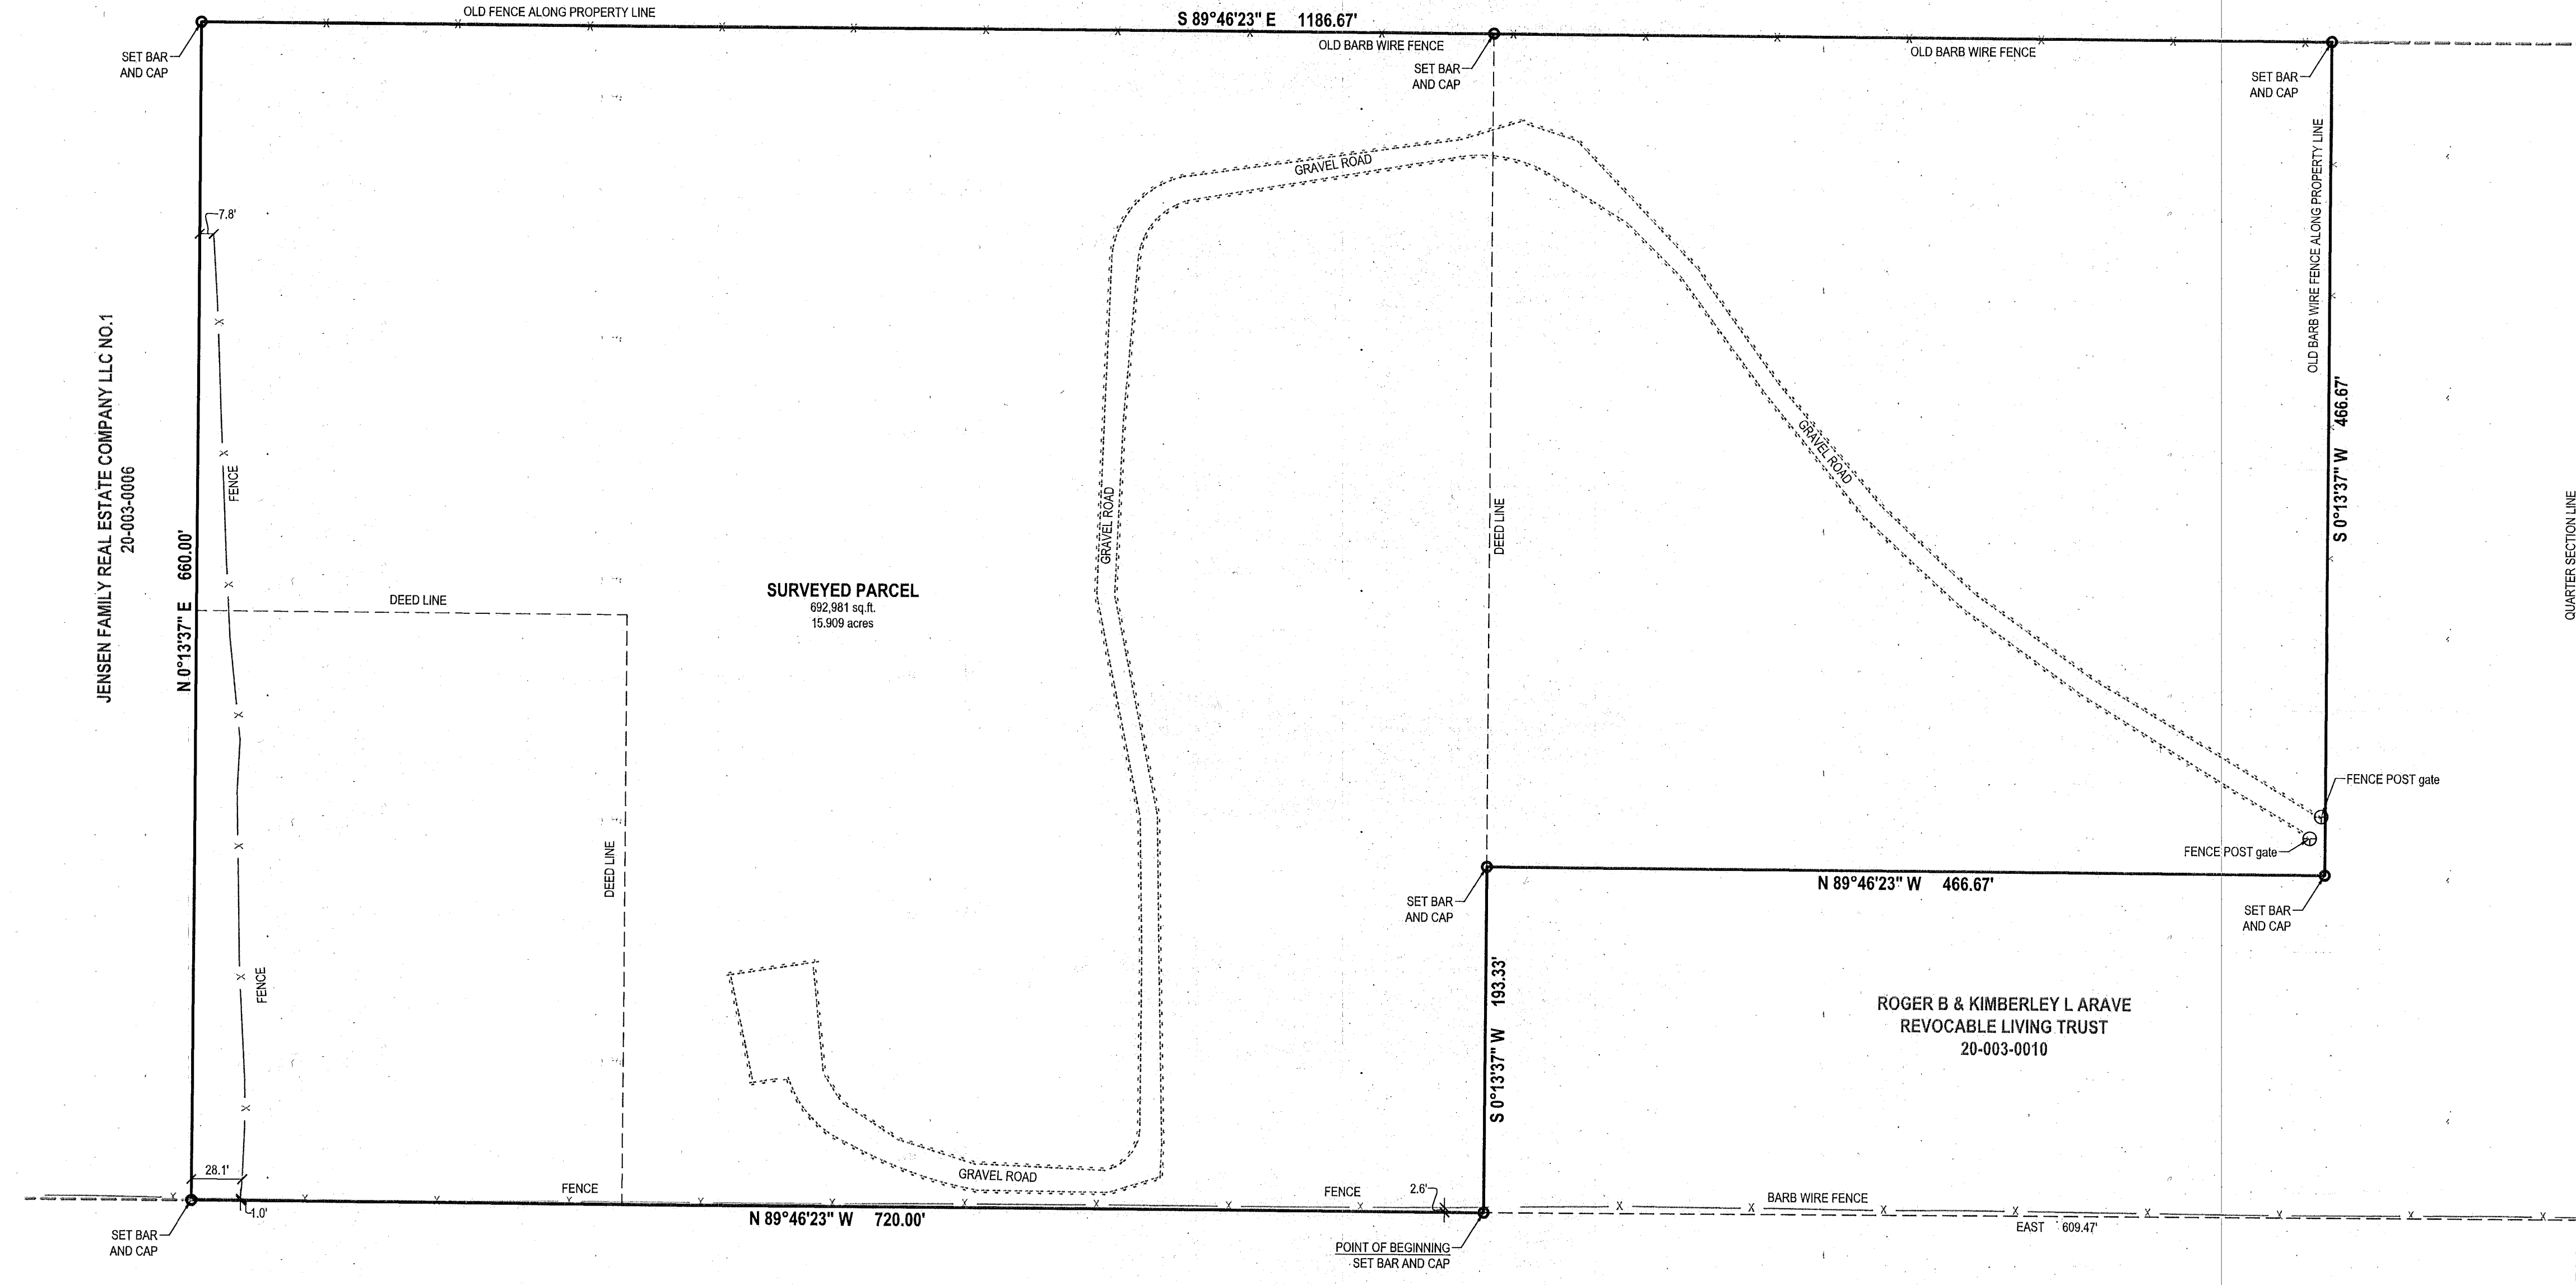 OLD FENCE ALONG PROPERTY LINE
S 89°46'23" E 1186.67'
OLD BARB WIRE FENCE
OLD BARB WIRE FENCE
SET BAR
AND CAP
SET BAR
AND CAP
SET BAR
AND CAP
OLD BARB WIRE FENCE ALONG PROPERTY LINE
GRAVEL ROAD
7.8'
JENSEN FAMILY REAL ESTATE COMPANY LLC NO.1
20-003-0006
N 0°13'37" E 660.00'
FENCE
GRAVEL ROAD
S 0°13'37" W 466.67'
GRAVEL ROAD
DEED LINE
QUARTER SECTION LINE
DEED LINE
SURVEYED PARCEL
692,981 sq.ft.
15.909 acres
FENCE POST gate
FENCE POST gate
DEED LINE
N 89°46'23" W 466.67'
SET BAR
AND CAP
SET BAR
AND CAP
FENCE
S 0°13'37" W 193.33'
ROGER B & KIMBERLEY L ARAVE
REVOCABLE LIVING TRUST
20-003-0010
28.1'
GRAVEL ROAD
FENCE
FENCE
2.6'
BARB WIRE FENCE
1.0'
N 89°46'23" W 720.00'
EAST 609.47'
SET BAR
AND CAP
POINT OF BEGINNING
SET BAR AND CAP